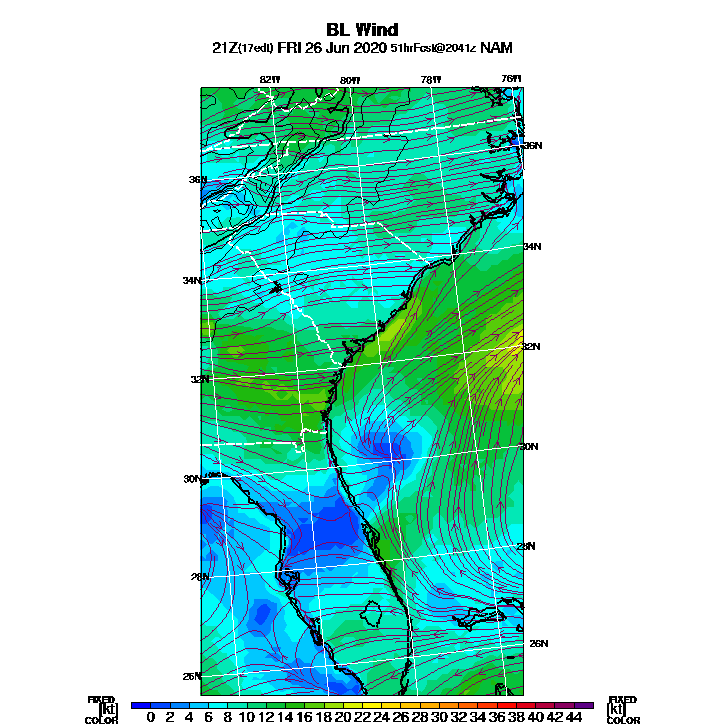 BL Wind
21Z(17edt) FRI 26 Jun 2020 51hrFcst@2041z NAM
82W 80W 78W 76W
36N
36N
34N
34N
32N
32N
30N
30N
28N
28N
26N
26N
FIXED FIXED
[kt] 0 2 4 6 8 10 12 14 16 18 20 22 24 26 28 30 32 34 36 38 40 42 44 [kt]
COLOR COLOR